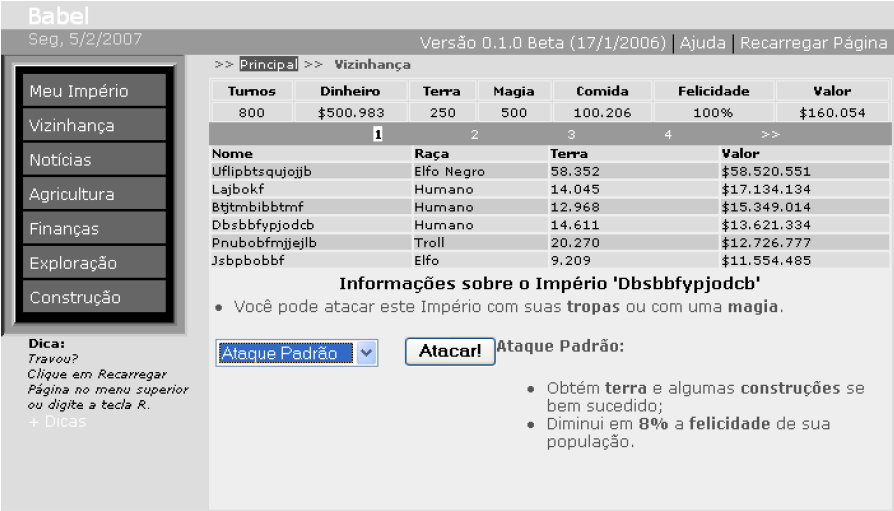 Babel
Seg, 5/2/2007
Versão 0.1.0 Beta (17/1/2006) | Ajuda | Recarregar Página
>> Principal >> Vizinhança
Meu Império
Vizinhança
Notícias
Agricultura
Finanças
Exploração
Construção
Dica:
Travou?
Clique em Recarregar
Página no menu superior
ou digite a tecla R.
+ Dicas
Turnos Dinheiro Terra Magia Comida Felicidade Valor
800 $500.983 250 500 100.206 100% $160.054
1 2 3 4 >>
Nome Raça Terra Valor
Uflipbtsqujojjb Elfo Negro 58.352 $58.520.551
Lajbokf Humano 14.045 $17.134.134
Btjtmbibbtmf Humano 12.968 $15.349.014
Dbsbbfypjodcb Humano 14.611 $13.621.334
Pnubobfmjjejlb Troll 20.270 $12.726.777
Jsbpbobbf Elfo 9.209 $11.554.485
Informações sobre o Império 'Dbsbbfypjodcb'
• Você pode atacar este Império com suas tropas ou com uma magia.
Ataque Padrão Atacar! Ataque Padrão:
• Obtém terra e algumas construções se
bem sucedido;
• Diminui em 8% a felicidade de sua
população.